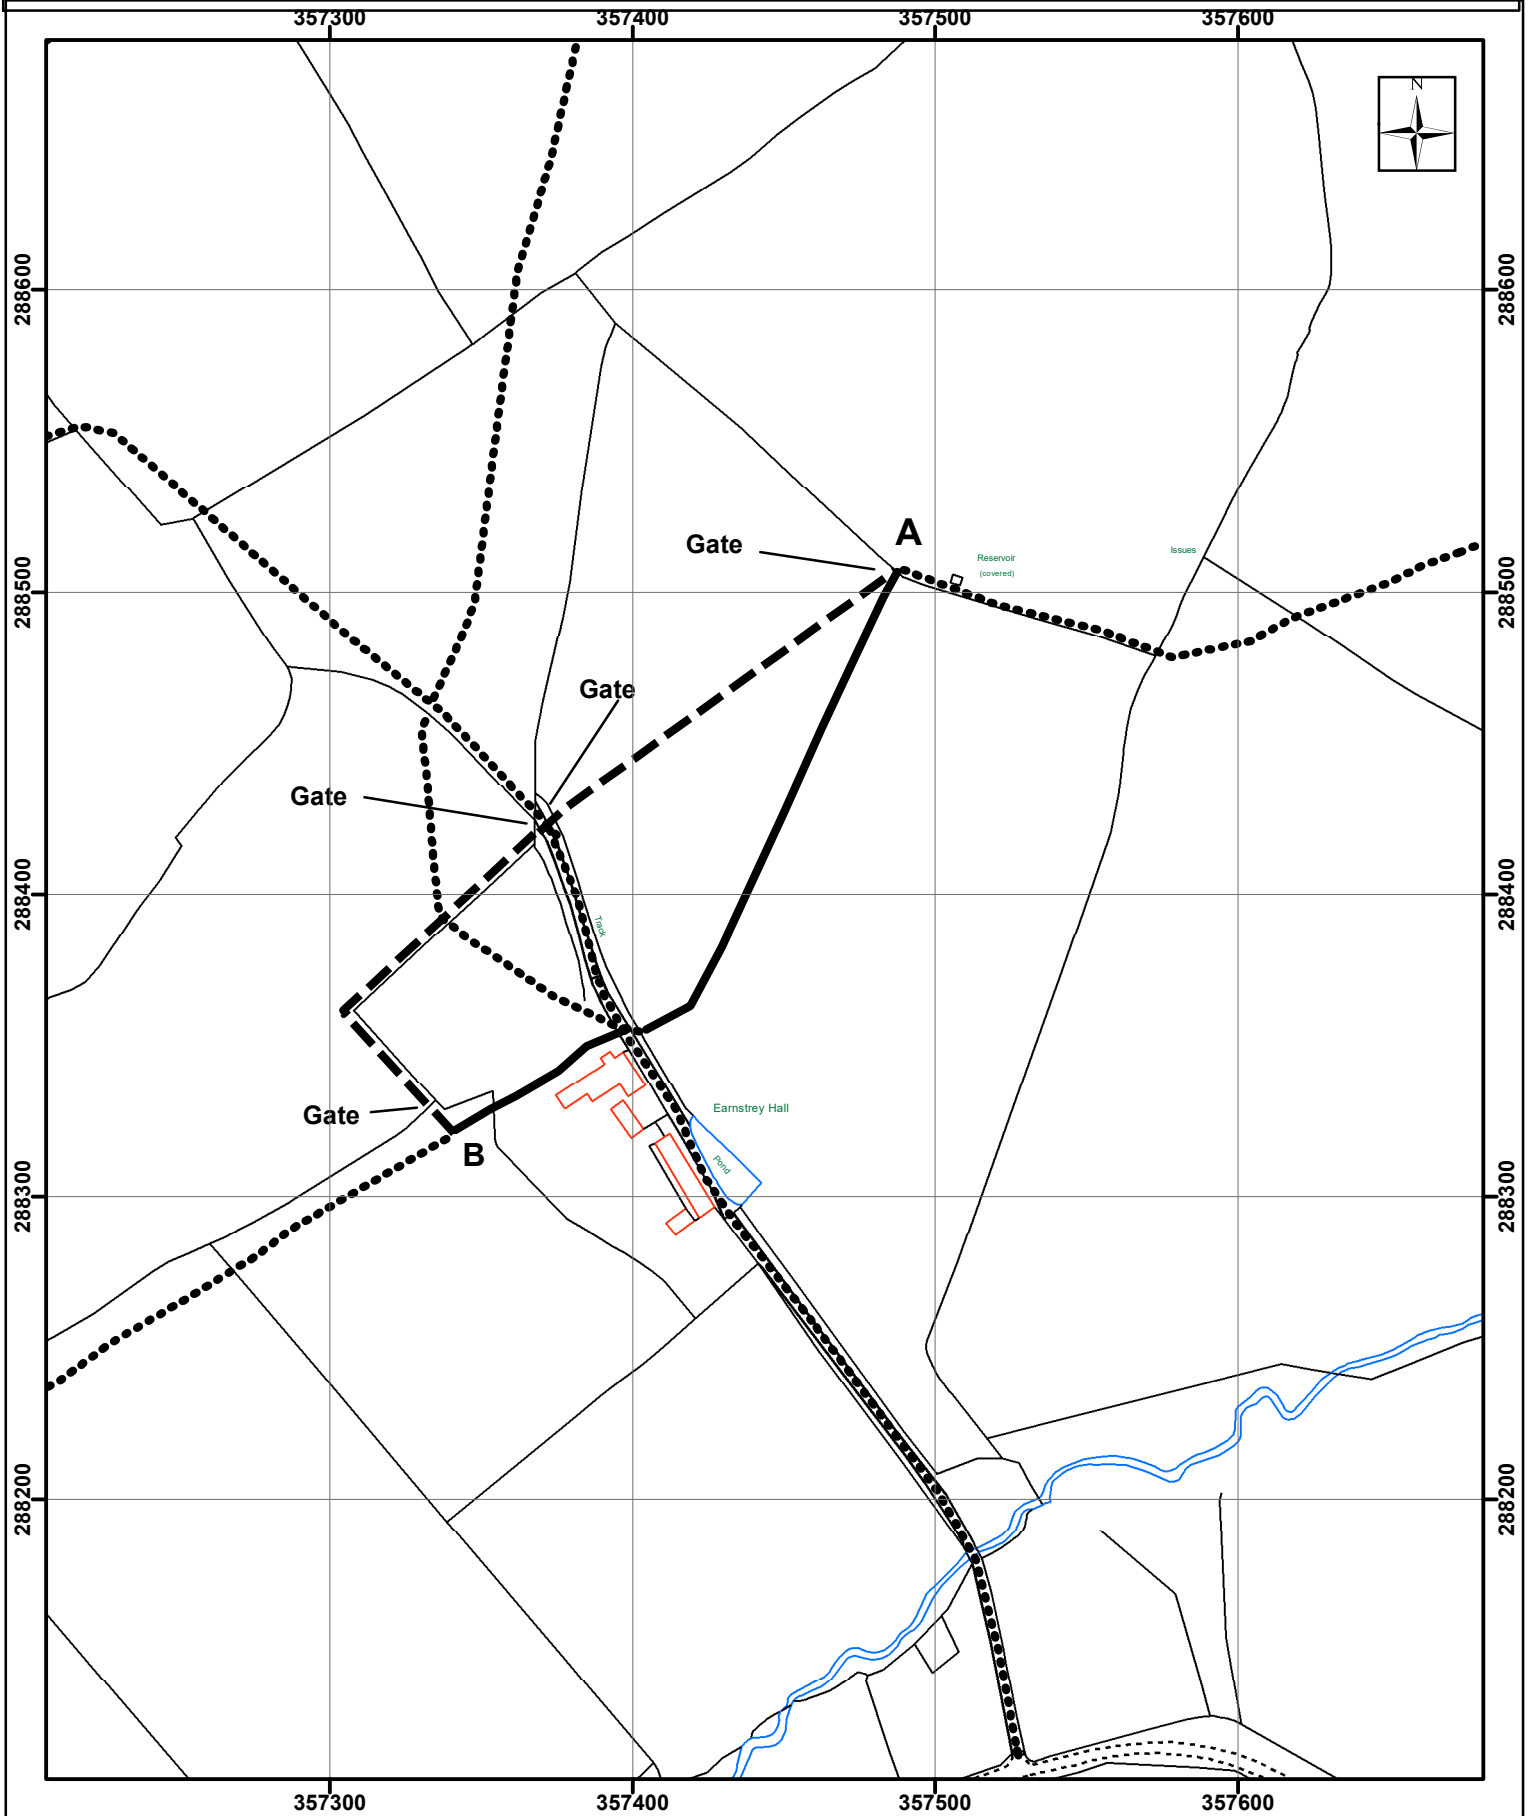 357300 357400 357500 357600
N
288600 288600
A
Gate
Reservoir
(covered)
Issues
288500 288500
Gate
Gate
288400 288400
Track
Earnstrey Hall
Gate
B
Pond
288300 288300
288200 288200
357300 357400 357500 357600